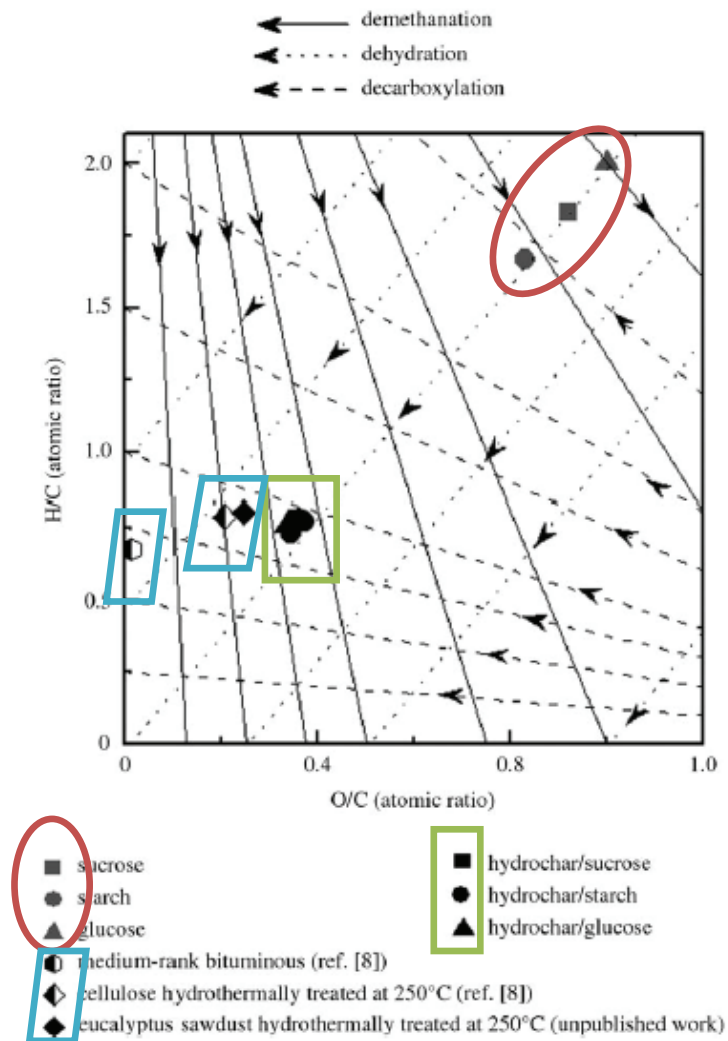 demethanation
dehydration
decarboxylation
2.0
1.5
1.0
0.5
0
H/C (atomic ratio)
0 0.4 0.8 1.0
O/C (atomic ratio)
sucrose
starch
glucose
medium-rank bituminous (ref. [8])
cellulose hydrothermally treated at 250°C (ref. [8])
eucalyptus sawdust hydrothermally treated at 250°C (unpublished work)
hydrochar/sucrose
hydrochar/starch
hydrochar/glucose